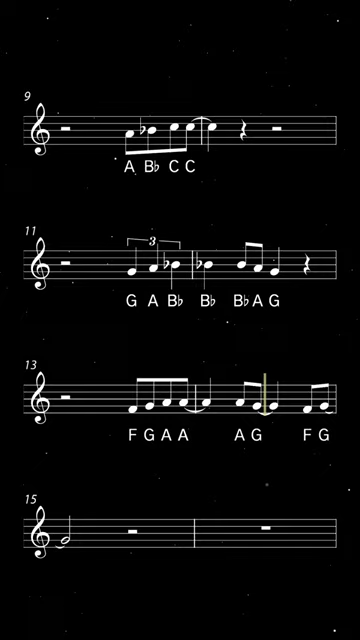 9
A B♭ C C
11
3
G A B♭ B♭ B♭ A G
13
F G A A A G F G
15